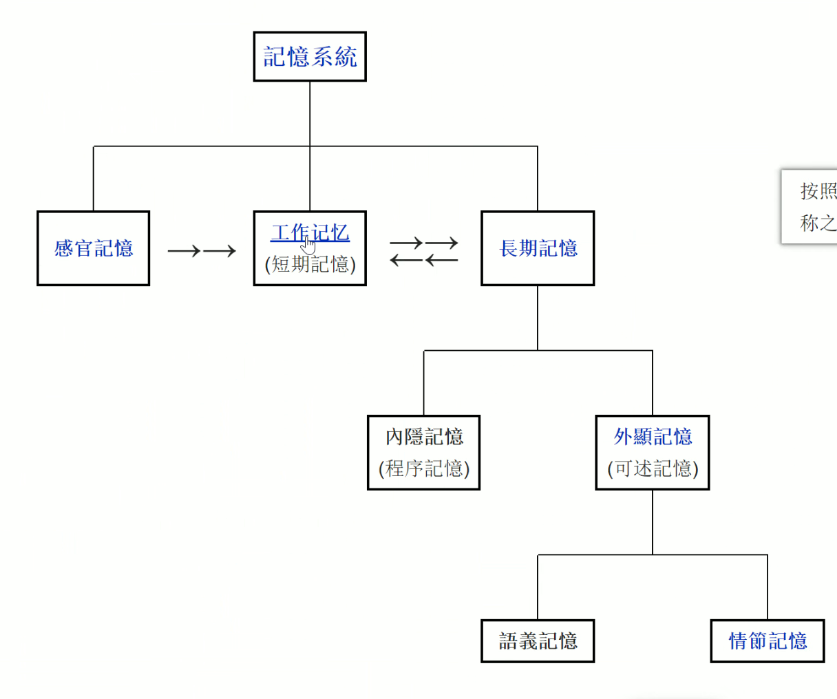 記憶系統
感官記憶
→→
工作记忆
(短期記憶)
→→
←←
長期記憶
按照
称之
內隱記憶
(程序記憶)
外顯記憶
(可述記憶)
語義記憶
情節記憶